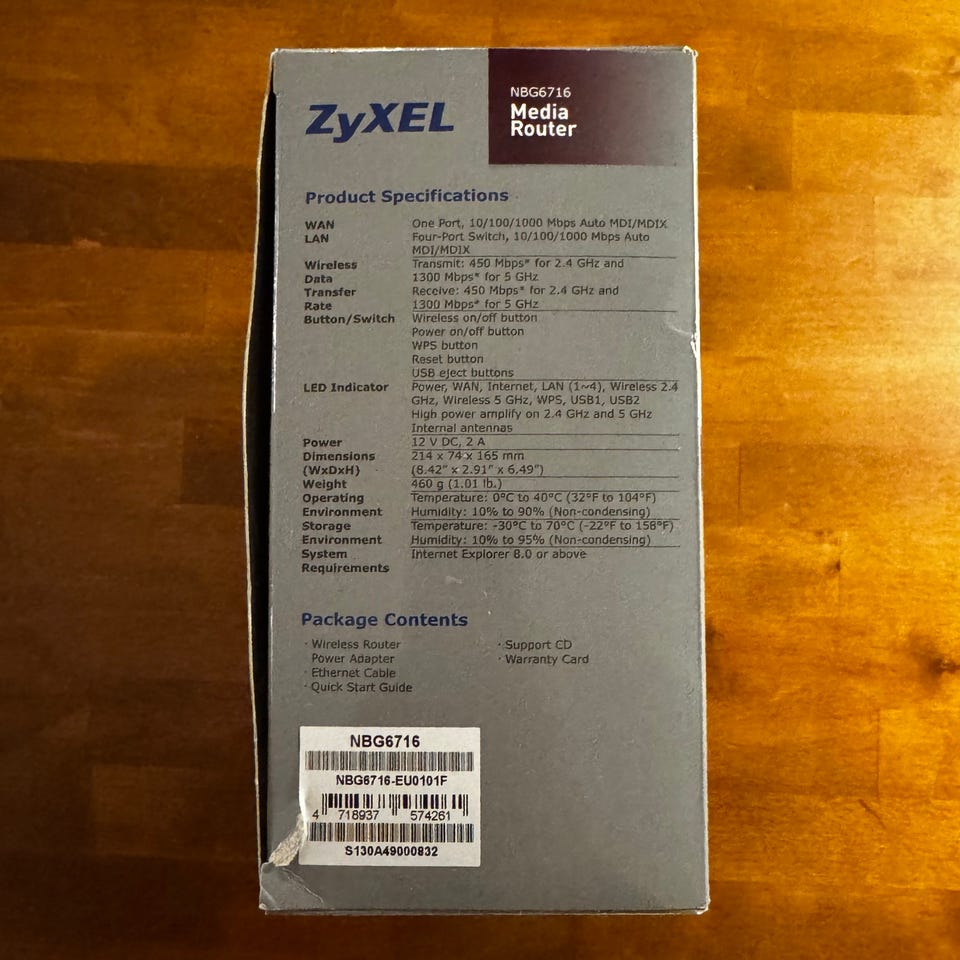 ZyXEL
NBG6716
Media
Router
Product Specifications
WAN One Port, 10/100/1000 Mbps Auto MDI/MDIX
LAN Four-Port Switch, 10/100/1000 Mbps Auto
MDI/MDIX
Wireless Transmit: 450 Mbps* for 2.4 GHz and
Data 1300 Mbps* for 5 GHz
Transfer Receive: 450 Mbps* for 2.4 GHz and
Rate 1300 Mbps* for 5 GHz
Button/Switch Wireless on/off button
Power on/off button
WPS button
Reset button
USB eject buttons
LED Indicator Power, WAN, Internet, LAN (1~4), Wireless 2.4
GHz, Wireless 5 GHz, WPS, USB1, USB2
High power amplify on 2.4 GHz and 5 GHz
Internal antennas
Power 12 V DC, 2 A
Dimensions 214 x 74 x 165 mm
(WxDxH) (8.42" x 2.91" x 6.49")
Weight 460 g (1.01 lb.)
Operating Temperature: 0°C to 40°C (32°F to 104°F)
Environment Humidity: 10% to 90% (Non-condensing)
Storage Temperature: -30°C to 70°C (-22°F to 158°F)
Environment Humidity: 10% to 95% (Non-condensing)
System Internet Explorer 8.0 or above
Requirements
Package Contents
· Wireless Router
Power Adapter
· Ethernet Cable
· Quick Start Guide
· Support CD
· Warranty Card
NBG6716
NBG6716-EU0101F
4 718937 574261
S130A49000832